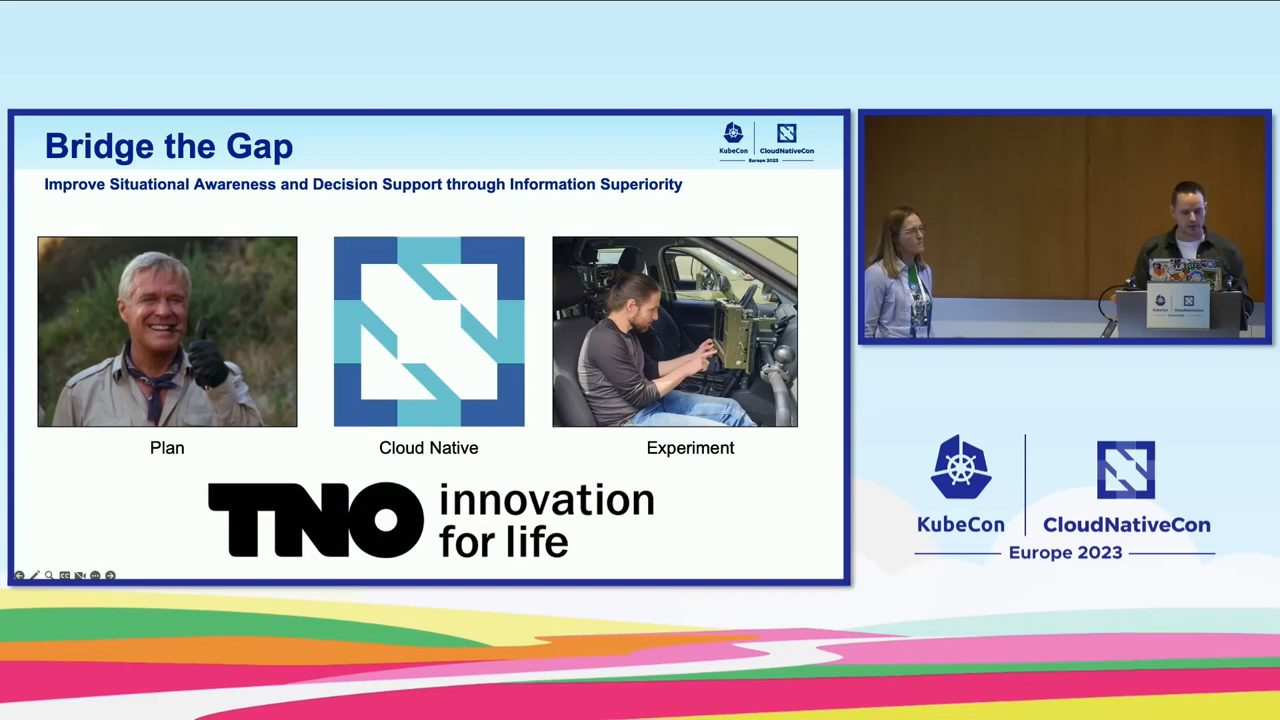 Bridge the Gap
KubeCon
CloudNativeCon
Europe 2023
Improve Situational Awareness and Decision Support through Information Superiority
Plan
Cloud Native
Experiment
TNO innovation
for life
KubeCon
CloudNativeCon
Europe 2023